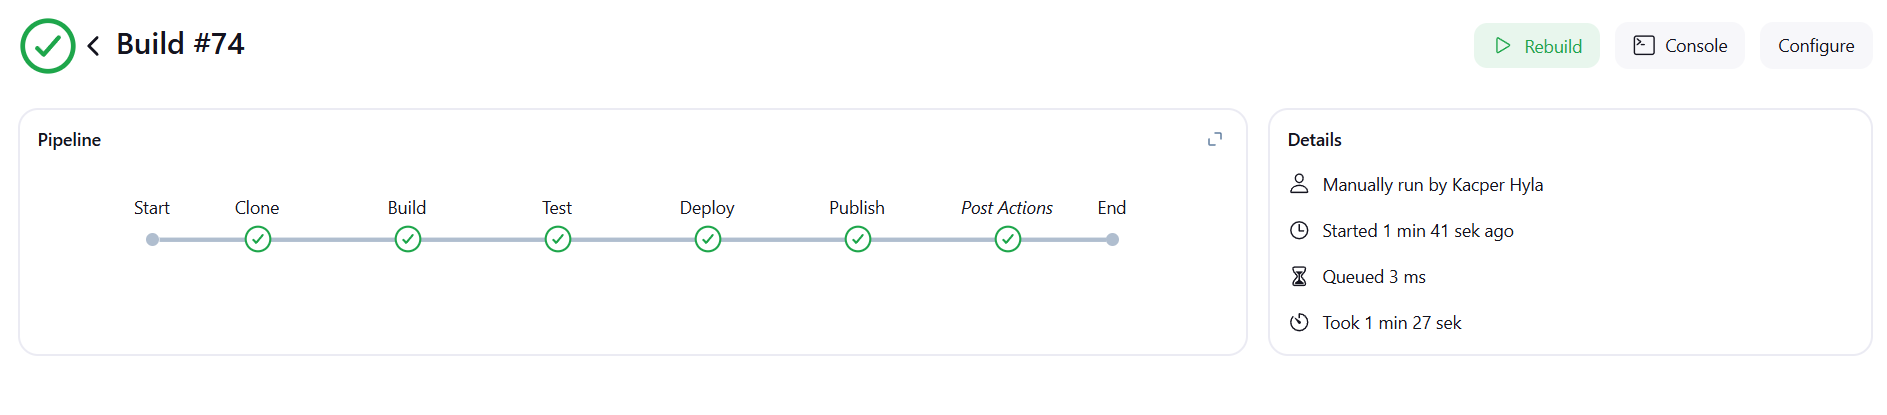 Build #74
Rebuild
Console
Configure
Pipeline
Start
Clone
Build
Test
Deploy
Publish
Post Actions
End
Details
Manually run by Kacper Hyla
Started 1 min 41 sek ago
Queued 3 ms
Took 1 min 27 sek